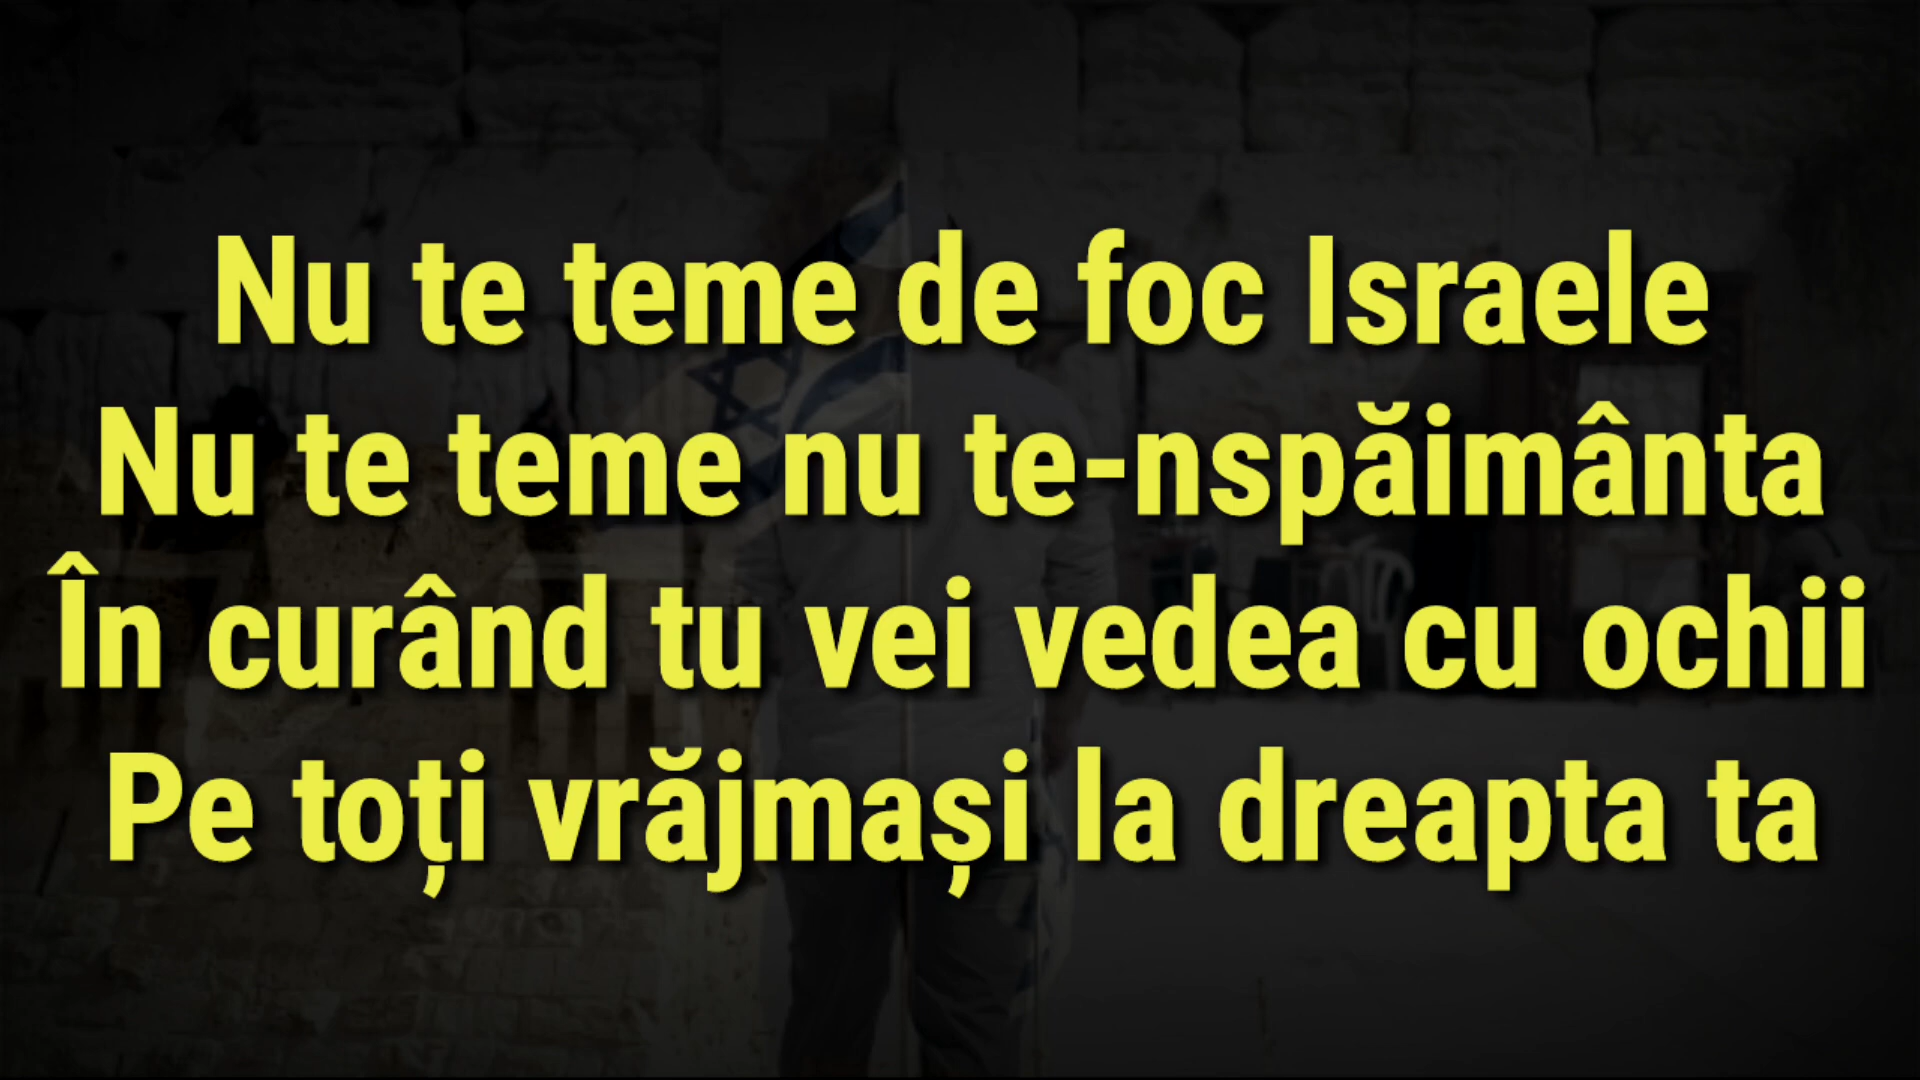 Nu te teme de foc Israele
Nu te teme nu te-nspăimânta
În curând tu vei vedea cu ochii
Pe toți vrăjmași la dreapta ta